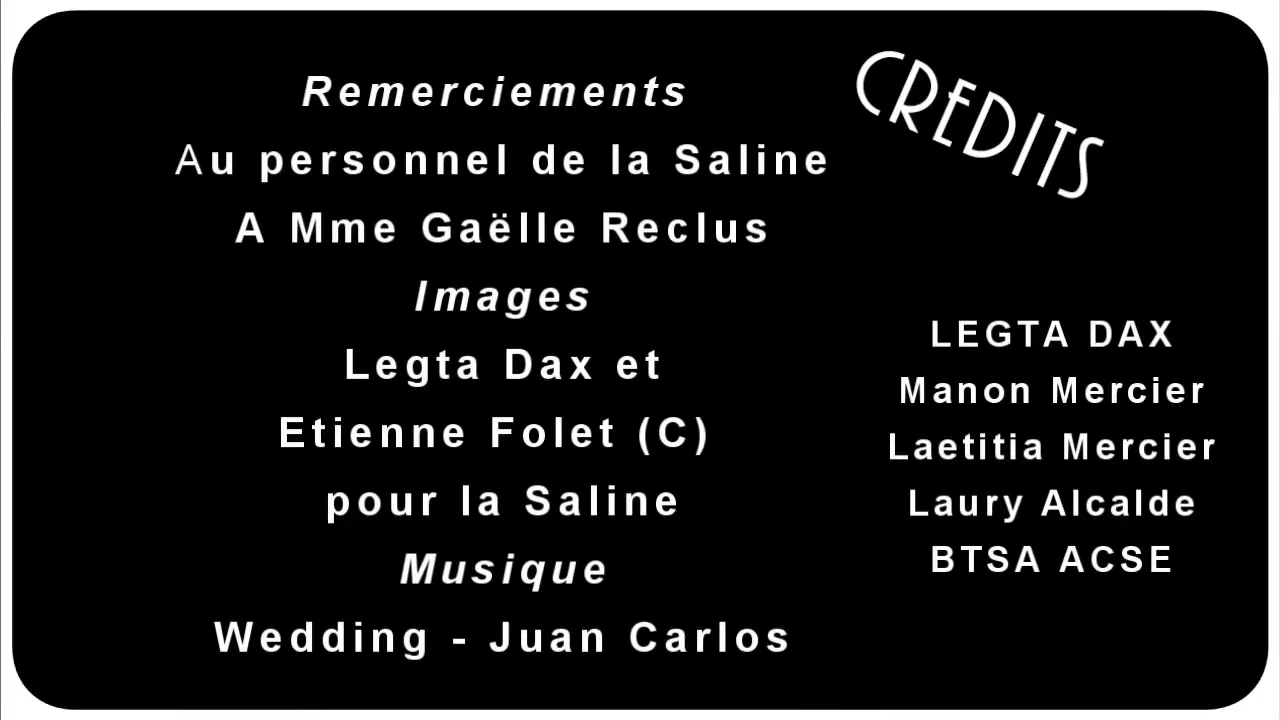 CREDITS
Remerciements
Au personnel de la Saline
A Mme Gaëlle Reclus
Images
Legta Dax et
Etienne Folet (C)
pour la Saline
Musique
Wedding - Juan Carlos
LEGTA DAX
Manon Mercier
Laetitia Mercier
Laury Alcalde
BTSA ACSE